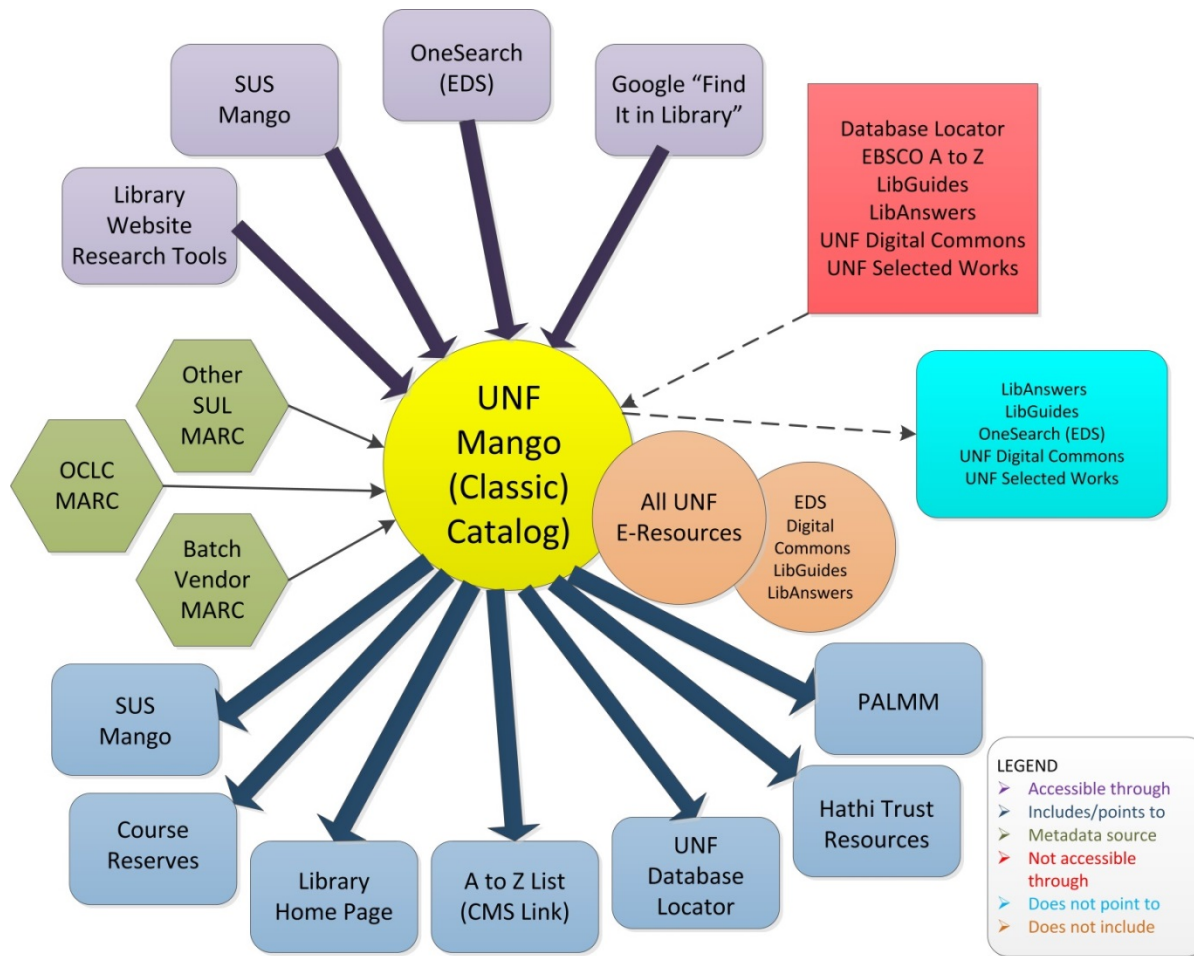 OneSearch
(EDS)
SUS
Mango
Google “Find
It in Library”
Library
Website
Research Tools
Database Locator
EBSCO A to Z
LibGuides
LibAnswers
UNF Digital Commons
UNF Selected Works
Other
SUL
MARC
OCLC
MARC
Batch
Vendor
MARC
UNF
Mango
(Classic)
Catalog)
LibAnswers
LibGuides
OneSearch (EDS)
UNF Digital Commons
UNF Selected Works
All UNF
E-Resources
EDS
Digital
Commons
LibGuides
LibAnswers
SUS
Mango
Course
Reserves
Library
Home Page
A to Z List
(CMS Link)
UNF
Database
Locator
Hathi Trust
Resources
PALMM
LEGEND
Accessible through
Includes/points to
Metadata source
Not accessible
through
Does not point to
Does not include